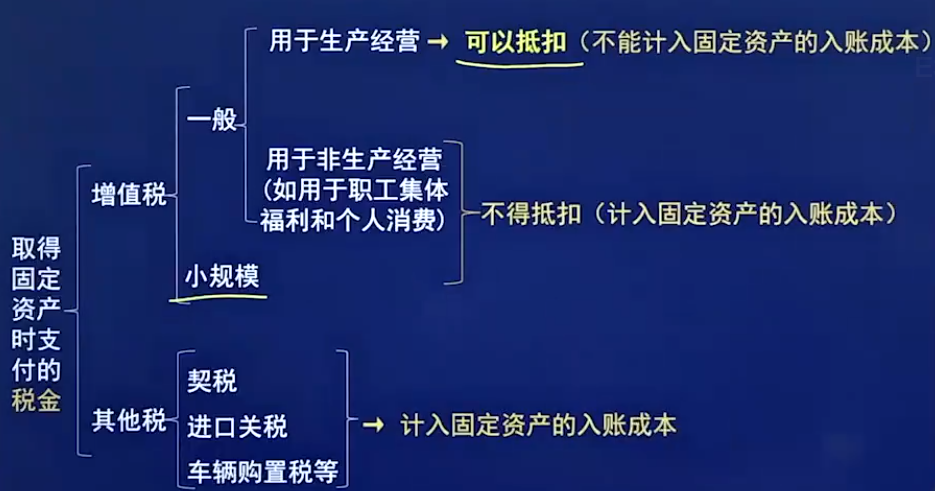 用于生产经营→ 可以抵扣（不能计入固定资产的入账成本）
一般
用于非生产经营
(如用于职工集体
福利和个人消费)
不得抵扣（计入固定资产的入账成本）
增值税
小规模
取得
固定
资产
时支
付的
税金
其他税
契税
进口关税
车辆购置税等
→ 计入固定资产的入账成本